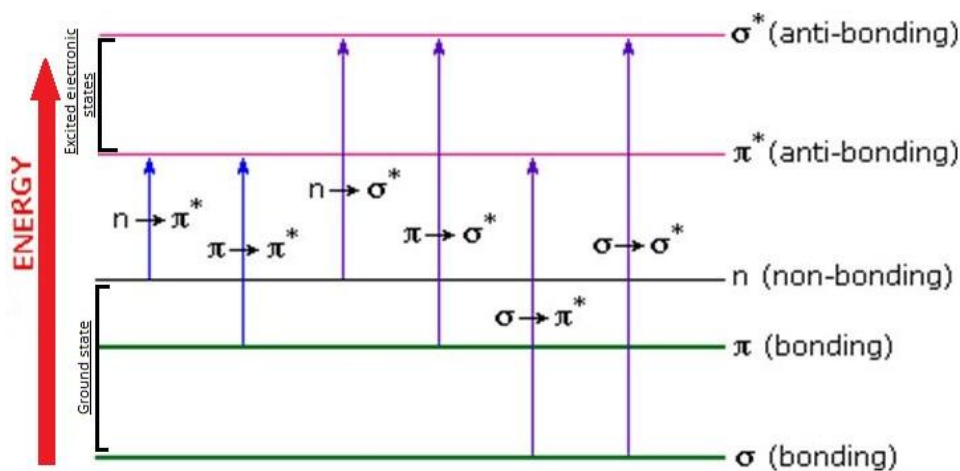 σ* (anti-bonding)
Excited electronic
states
π* (anti-bonding)
ENERGY
n→π*
π→π*
n→σ*
π→σ*
σ→σ*
n (non-bonding)
σ→π*
Ground state
π (bonding)
σ (bonding)